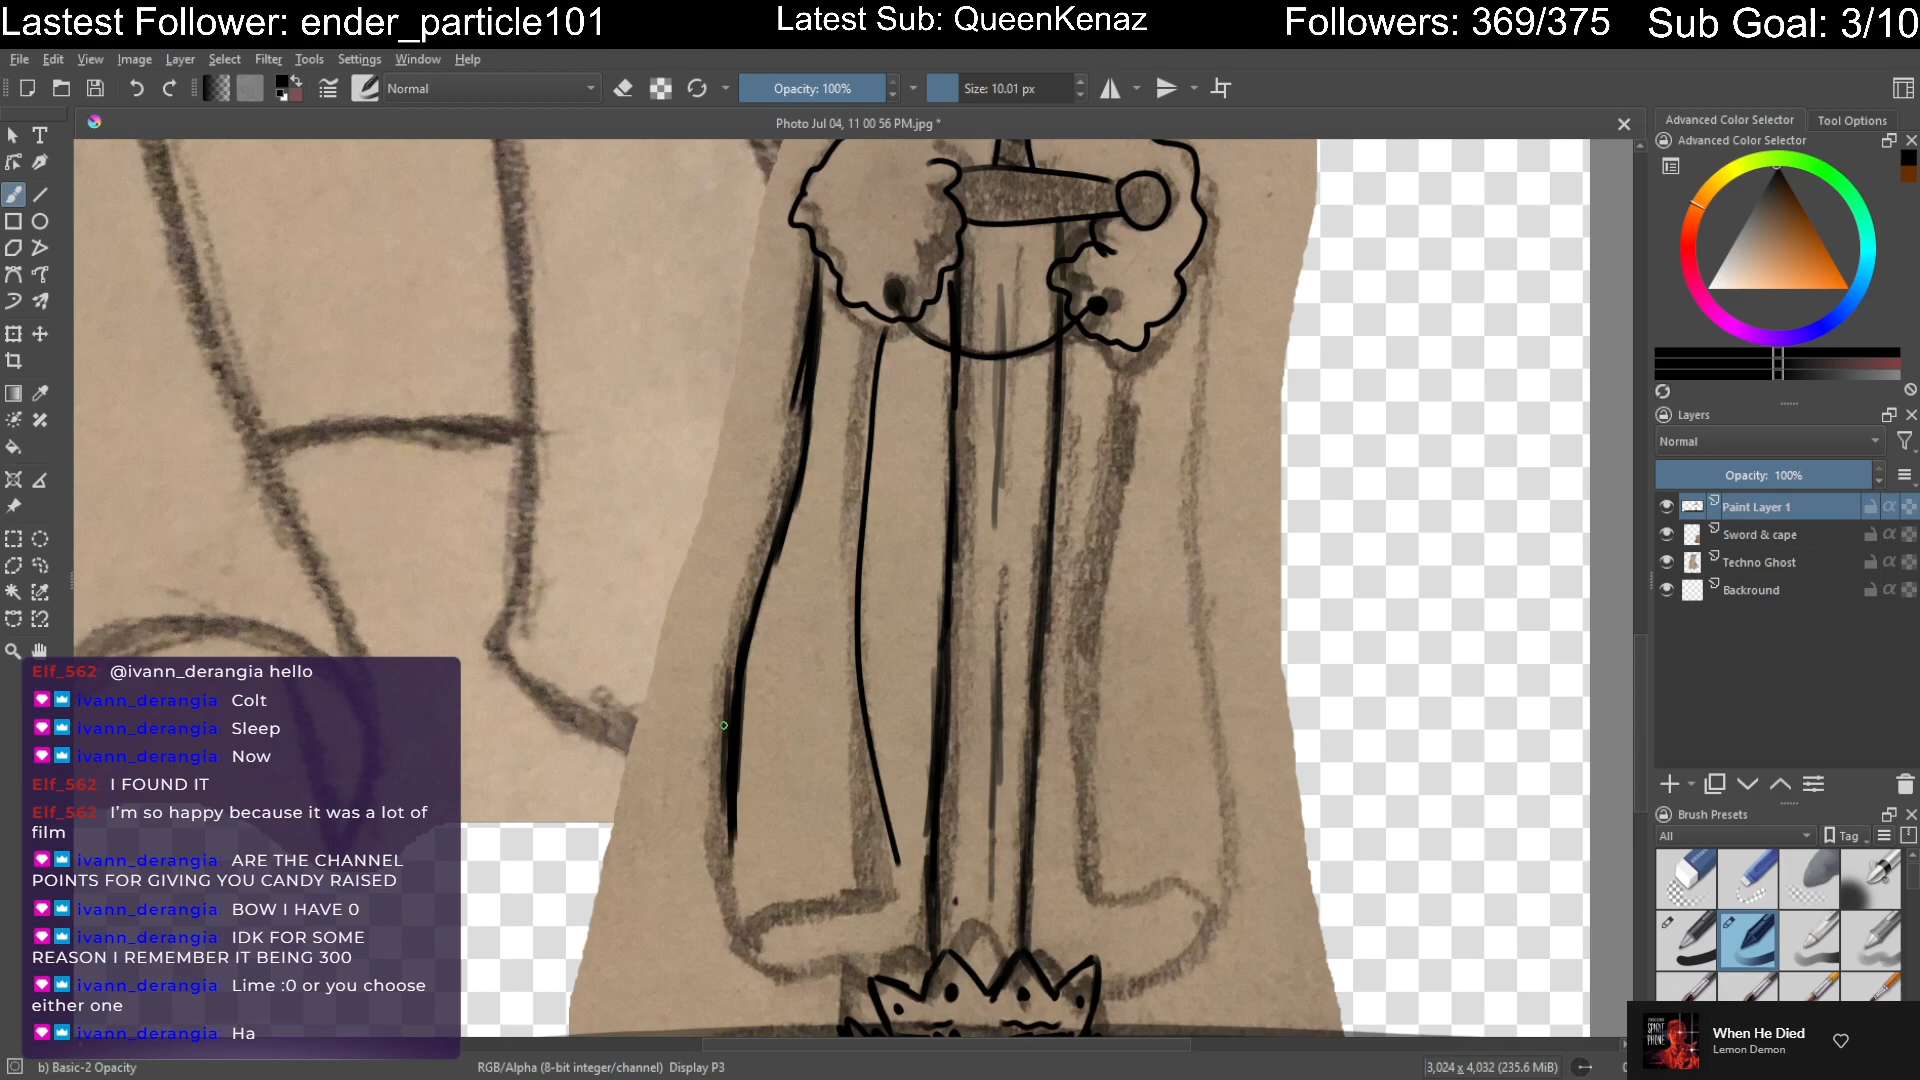 Lastest Follower: ender_particle101
Latest Sub: QueenKenaz
Followers: 369/375
Sub Goal: 3/10
File Edit View Image Layer Select Filter Tools Settings Window Help
Normal
Opacity: 100%
Size: 10.01 px
Photo Jul 04, 11 00 56 PM.jpg *
Advanced Color Selector
Tool Options
Advanced Color Selector
Layers
Normal
Opacity: 100%
Paint Layer 1
Sword & cape
Techno Ghost
Backround
Brush Presets
All
Tag
Elf_562: @ivann_derangia hello
ivann_derangia: Colt
ivann_derangia: Sleep
ivann_derangia: Now
Elf_562: I FOUND IT
Elf_562: I'm so happy because it was a lot of
film
ivann_derangia: ARE THE CHANNEL
POINTS FOR GIVING YOU CANDY RAISED
ivann_derangia: BOW I HAVE 0
ivann_derangia: IDK FOR SOME
REASON I REMEMBER IT BEING 300
ivann_derangia: Lime :0 or you choose
either one
ivann_derangia: Ha
When He Died
Lemon Demon
b) Basic-2 Opacity
RGB/Alpha (8-bit integer/channel) Display P3
3,024 x 4,032 (235.6 MiB)